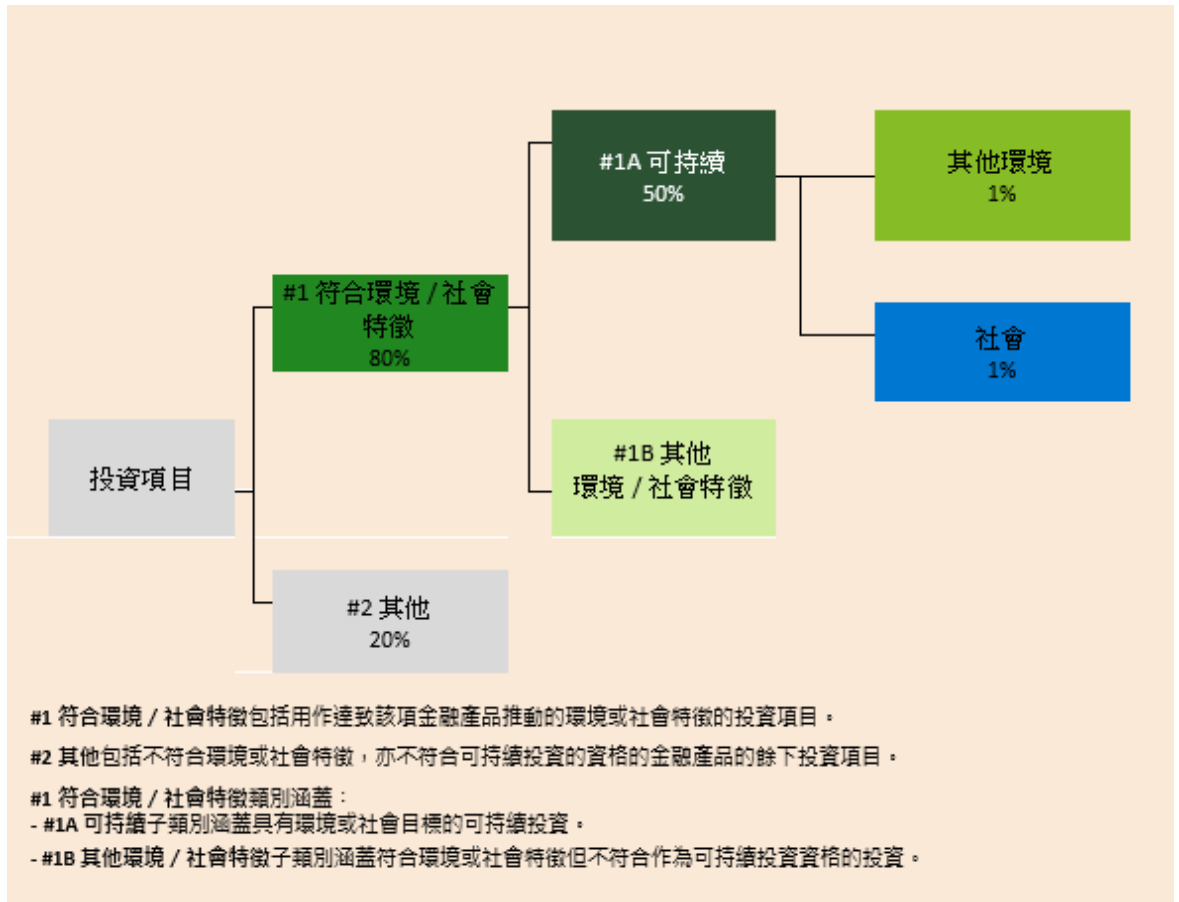 #1A 可持續
50%
其他環境
1%
#1 符合環境 / 社會
特徵
80%
社會
1%
投資項目
#1B 其他
環境 / 社會特徵
#2 其他
20%
#1 符合環境 / 社會特徵包括用作達致該項金融產品推動的環境或社會特徵的投資項目。
#2 其他包括不符合環境或社會特徵，亦不符合可持續投資的資格的金融產品的餘下投資項目。
#1 符合環境 / 社會特徵類別涵蓋：
- #1A 可持續子類別涵蓋具有環境或社會目標的可持續投資。
- #1B 其他環境 / 社會特徵子類別涵蓋符合環境或社會特徵但不符合作為可持續投資資格的投資。